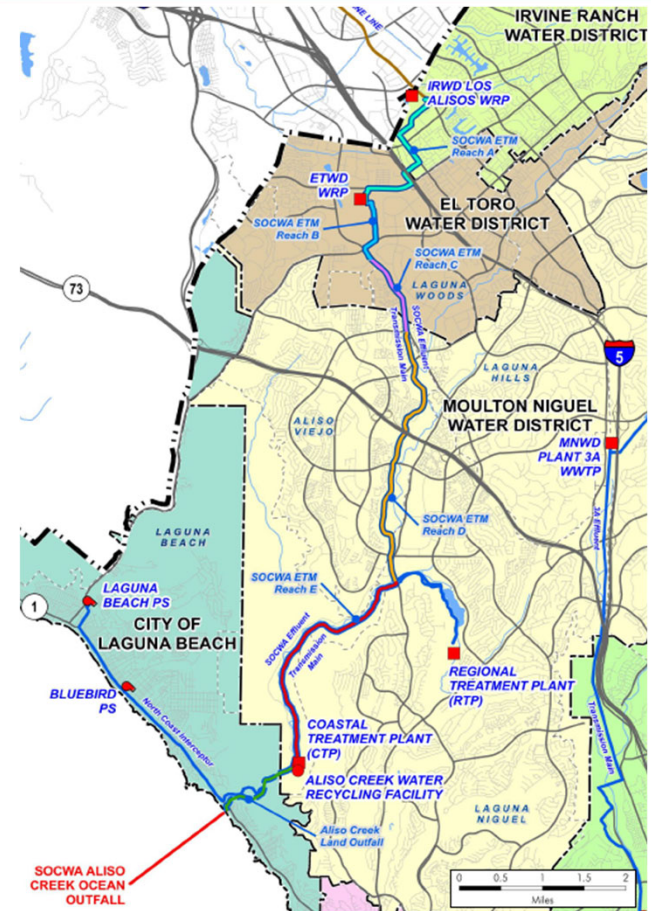 IRVINE RANCH
WATER DISTRICT
IRWD LOS
ALISOS WRP
SOCWA ETM
Reach A
ETWD
WRP
EL TORO
WATER DISTRICT
SOCWA ETM
Reach B
SOCWA ETM
Reach C
LAGUNA
WOODS
73
SOCWA Effluent
Transmission Main
5
LAGUNA
HILLS
ALISO
VIEJO
MOULTON NIGUEL
WATER DISTRICT
MNWD
PLANT 3A
WWTP
3A Effluent
SOCWA ETM
Reach D
LAGUNA
BEACH
SOCWA ETM
Reach E
LAGUNA
BEACH PS
1
CITY OF
LAGUNA BEACH
SOCWA Effluent
Transmission
Main
REGIONAL
TREATMENT PLANT
(RTP)
BLUEBIRD
PS
North Coast Interceptor
Transmission Main
COASTAL
TREATMENT PLANT
(CTP)
ALISO CREEK WATER
RECYCLING FACILITY
LAGUNA
NIGUEL
Aliso Creek
Land Outfall
SOCWA ALISO
CREEK OCEAN
OUTFALL
0 0.5 1 1.5 2
Miles